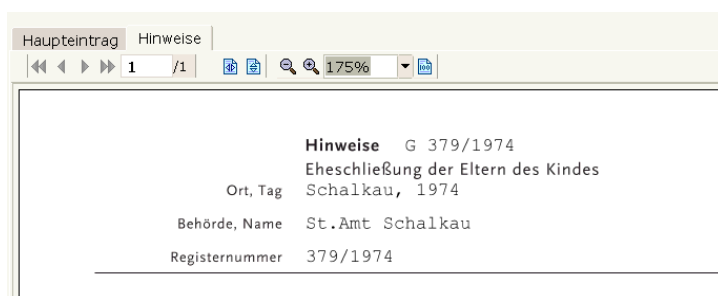 Haupteintrag Hinweise
1 /1 175%
Hinweise G 379/1974
Eheschließung der Eltern des Kindes
Ort, Tag Schalkau, 1974
Behörde, Name St.Amt Schalkau
Registernummer 379/1974